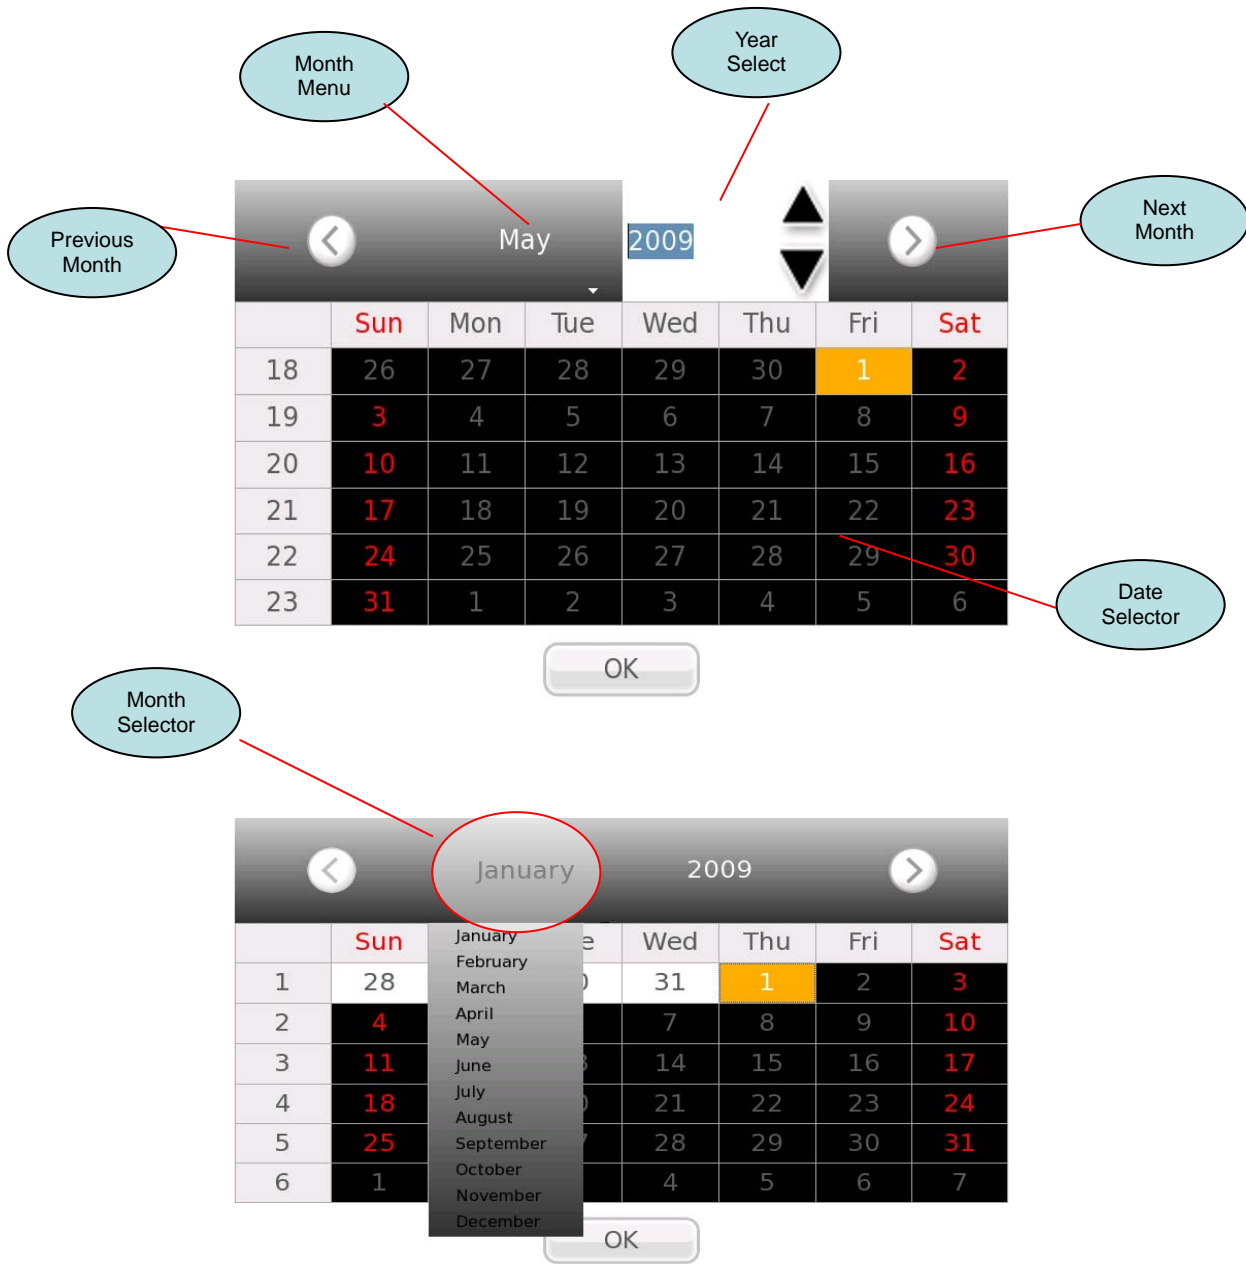 Year
Select
Month
Menu
Next
Month
Previous
Month
May 2009
Sun Mon Tue Wed Thu Fri Sat
18 26 27 28 29 30 1 2
19 3 4 5 6 7 8 9
20 10 11 12 13 14 15 16
21 17 18 19 20 21 22 23
22 24 25 26 27 28 29 30
23 31 1 2 3 4 5 6
Date
Selector
OK
Month
Selector
January 2009
Sun e Wed Thu Fri Sat
1 28 31 1 2 3
2 4 7 8 9 10
3 11 14 15 16 17
4 18 21 22 23 24
5 25 28 29 30 31
6 1 4 5 6 7
January
February
March
April
May
June
July
August
September
October
November
December
OK